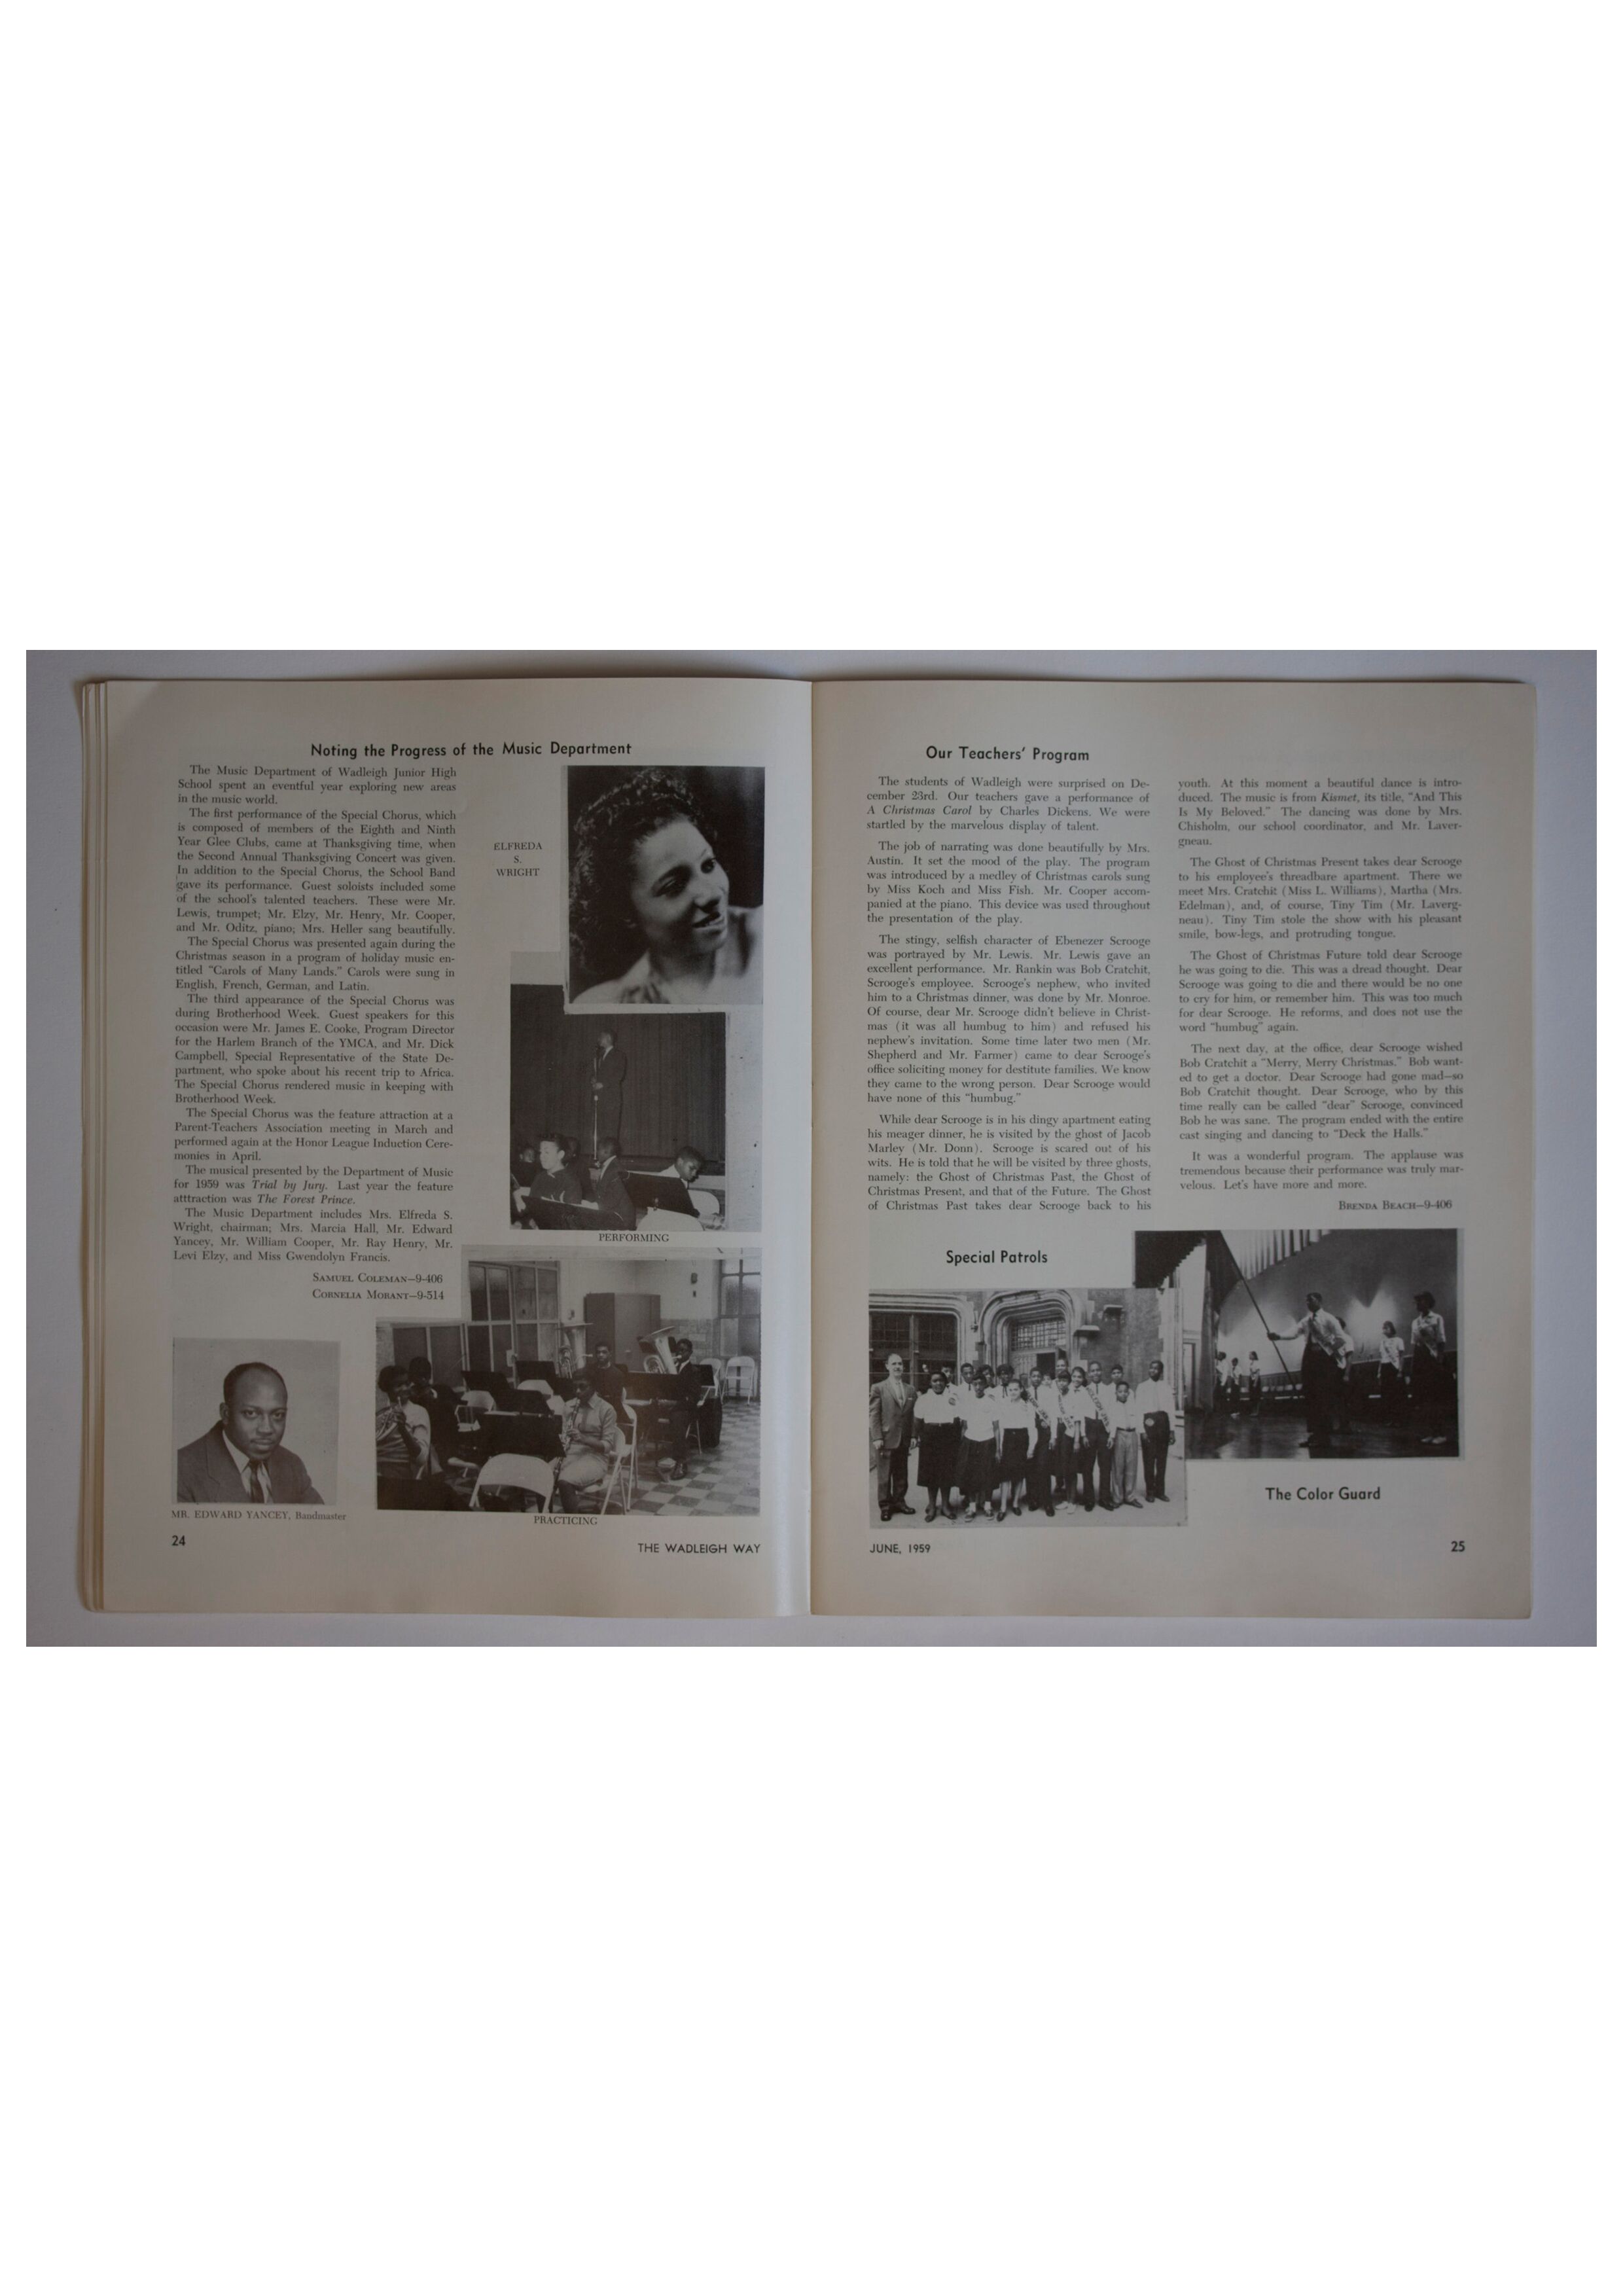 Noting the Progress of the Music Department
The Music Department of Wadleigh Junior High
School spent an eventful year exploring new areas
in the music world.
The first performance of the Special Chorus, which
is composed of members of the Eighth and Ninth
Year Glee Clubs, came at Thanksgiving time, when
the Second Annual Thanksgiving Concert was given.
In addition to the Special Chorus, the School Band
gave its performance. Guest soloists included some
of the school's talented teachers. These were Mr.
Lewis, trumpet; Mr. Elzy, Mr. Henry, Mr. Cooper,
and Mr. Oditz, piano; Mrs. Heller sang beautifully.
The Special Chorus was presented again during the
Christmas season in a program of holiday music en-
titled "Carols of Many Lands." Carols were sung in
English, French, German, and Latin.
The third appearance of the Special Chorus was
during Brotherhood Week. Guest speakers for this
occasion were Mr. James E. Cooke, Program Director
for the Harlem Branch of the YMCA, and Mr. Dick
Campbell, Special Representative of the State De-
partment, who spoke about his recent trip to Africa.
The Special Chorus rendered music in keeping with
Brotherhood Week.
The Special Chorus was the feature attraction at a
Parent-Teachers Association meeting in March and
performed again at the Honor League Induction Cere-
monies in April.
The musical presented by the Department of Music
for 1959 was Trial by Jury. Last year the feature
atttraction was The Forest Prince.
The Music Department includes Mrs. Elfreda S.
Wright, chairman; Mrs. Marcia Hall, Mr. Edward
Yancey, Mr. William Cooper, Mr. Ray Henry, Mr.
Levi Elzy, and Miss Gwendolyn Francis.
SAMUEL COLEMAN—9-406
CORNELIA MORANT—9-514
ELFREDA
S.
WRIGHT
PERFORMING
MR. EDWARD YANCEY, Bandmaster
PRACTICING
24
THE WADLEIGH WAY
Our Teachers' Program
The students of Wadleigh were surprised on De-
cember 23rd. Our teachers gave a performance of
A Christmas Carol by Charles Dickens. We were
startled by the marvelous display of talent.
The job of narrating was done beautifully by Mrs.
Austin. It set the mood of the play. The program
was introduced by a medley of Christmas carols sung
by Miss Koch and Miss Fish. Mr. Cooper accom-
panied at the piano. This device was used throughout
the presentation of the play.
The stingy, selfish character of Ebenezer Scrooge
was portrayed by Mr. Lewis. Mr. Lewis gave an
excellent performance. Mr. Rankin was Bob Cratchit,
Scrooge's employee. Scrooge's nephew, who invited
him to a Christmas dinner, was done by Mr. Monroe.
Of course, dear Mr. Scrooge didn't believe in Christ-
mas (it was all humbug to him) and refused his
nephew's invitation. Some time later two men (Mr.
Shepherd and Mr. Farmer) came to dear Scrooge's
office soliciting money for destitute families. We know
they came to the wrong person. Dear Scrooge would
have none of this "humbug."
While dear Scrooge is in his dingy apartment eating
his meager dinner, he is visited by the ghost of Jacob
Marley (Mr. Donn). Scrooge is scared out of his
wits. He is told that he will be visited by three ghosts,
namely: the Ghost of Christmas Past, the Ghost of
Christmas Present, and that of the Future. The Ghost
of Christmas Past takes dear Scrooge back to his
youth. At this moment a beautiful dance is intro-
duced. The music is from Kismet, its title, "And This
Is My Beloved." The dancing was done by Mrs.
Chisholm, our school coordinator, and Mr. Laver-
gneau.
The Ghost of Christmas Present takes dear Scrooge
to his employee's threadbare apartment. There we
meet Mrs. Cratchit (Miss L. Williams), Martha (Mrs.
Edelman), and, of course, Tiny Tim (Mr. Laverg-
neau). Tiny Tim stole the show with his pleasant
smile, bow-legs, and protruding tongue.
The Ghost of Christmas Future told dear Scrooge
he was going to die. This was a dread thought. Dear
Scrooge was going to die and there would be no one
to cry for him, or remember him. This was too much
for dear Scrooge. He reforms, and does not use the
word "humbug" again.
The next day, at the office, dear Scrooge wished
Bob Cratchit a "Merry, Merry Christmas." Bob want-
ed to get a doctor. Dear Scrooge had gone mad—so
Bob Cratchit thought. Dear Scrooge, who by this
time really can be called "dear" Scrooge, convinced
Bob he was sane. The program ended with the entire
cast singing and dancing to "Deck the Halls."
It was a wonderful program. The applause was
tremendous because their performance was truly mar-
velous. Let's have more and more.
BRENDA BEACH—9-406
Special Patrols
The Color Guard
JUNE, 1959
25